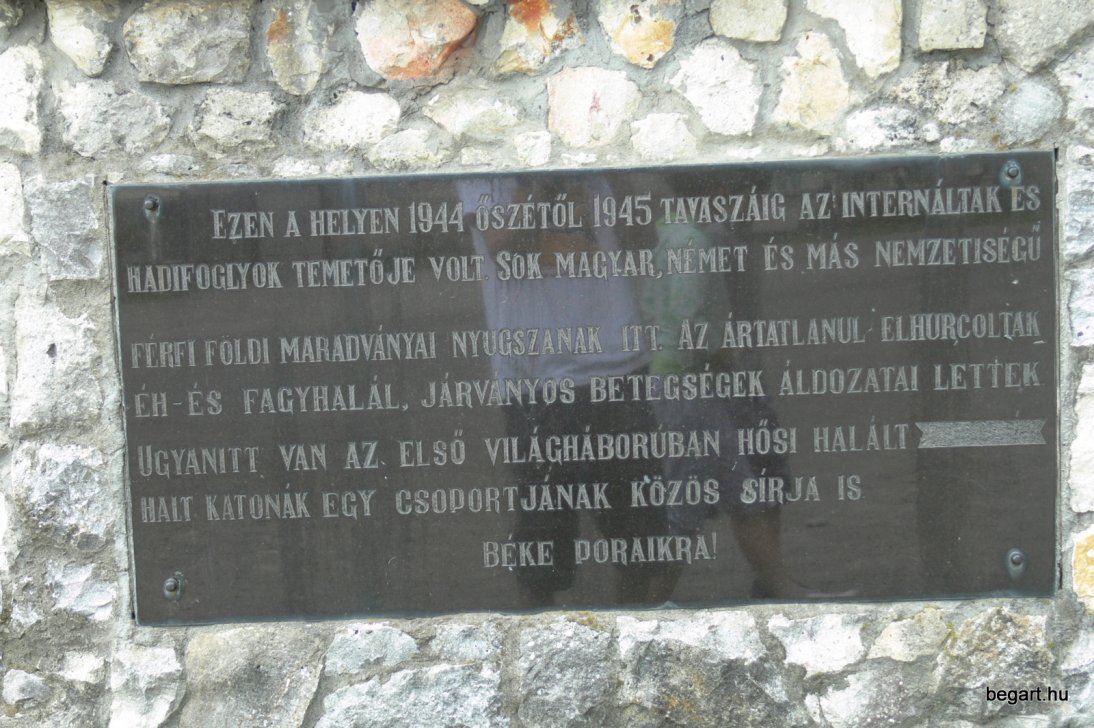 EZEN A HELYEN 1944 ŐSZÉTŐL 1945 TAVASZÁIG AZ INTERNÁLTAK ES
HADIFOGLYOK TEMETŐJE VOLT. SOK MAGYAR, NÉMET ÉS MÁS NEMZETISÉGŰ
FÉRFI FÖLDI MARADVÁNYAI NYUGSZANAK ITT. AZ ÁRTATLANUL ELHURCOLTAK
ÉH- ÉS FAGYHALÁL, JÁRVÁNYOS BETEGSÉGEK ÁLDOZATAI LETTEK
UGYANITT VAN AZ ELSŐ VILÁGHÁBORÚBAN HŐSI HALÁLT
HALT KATONÁK EGY CSOPORTJÁNAK KÖZÖS SÍRJA IS
BÉKE PORAIKRA!
begart.hu